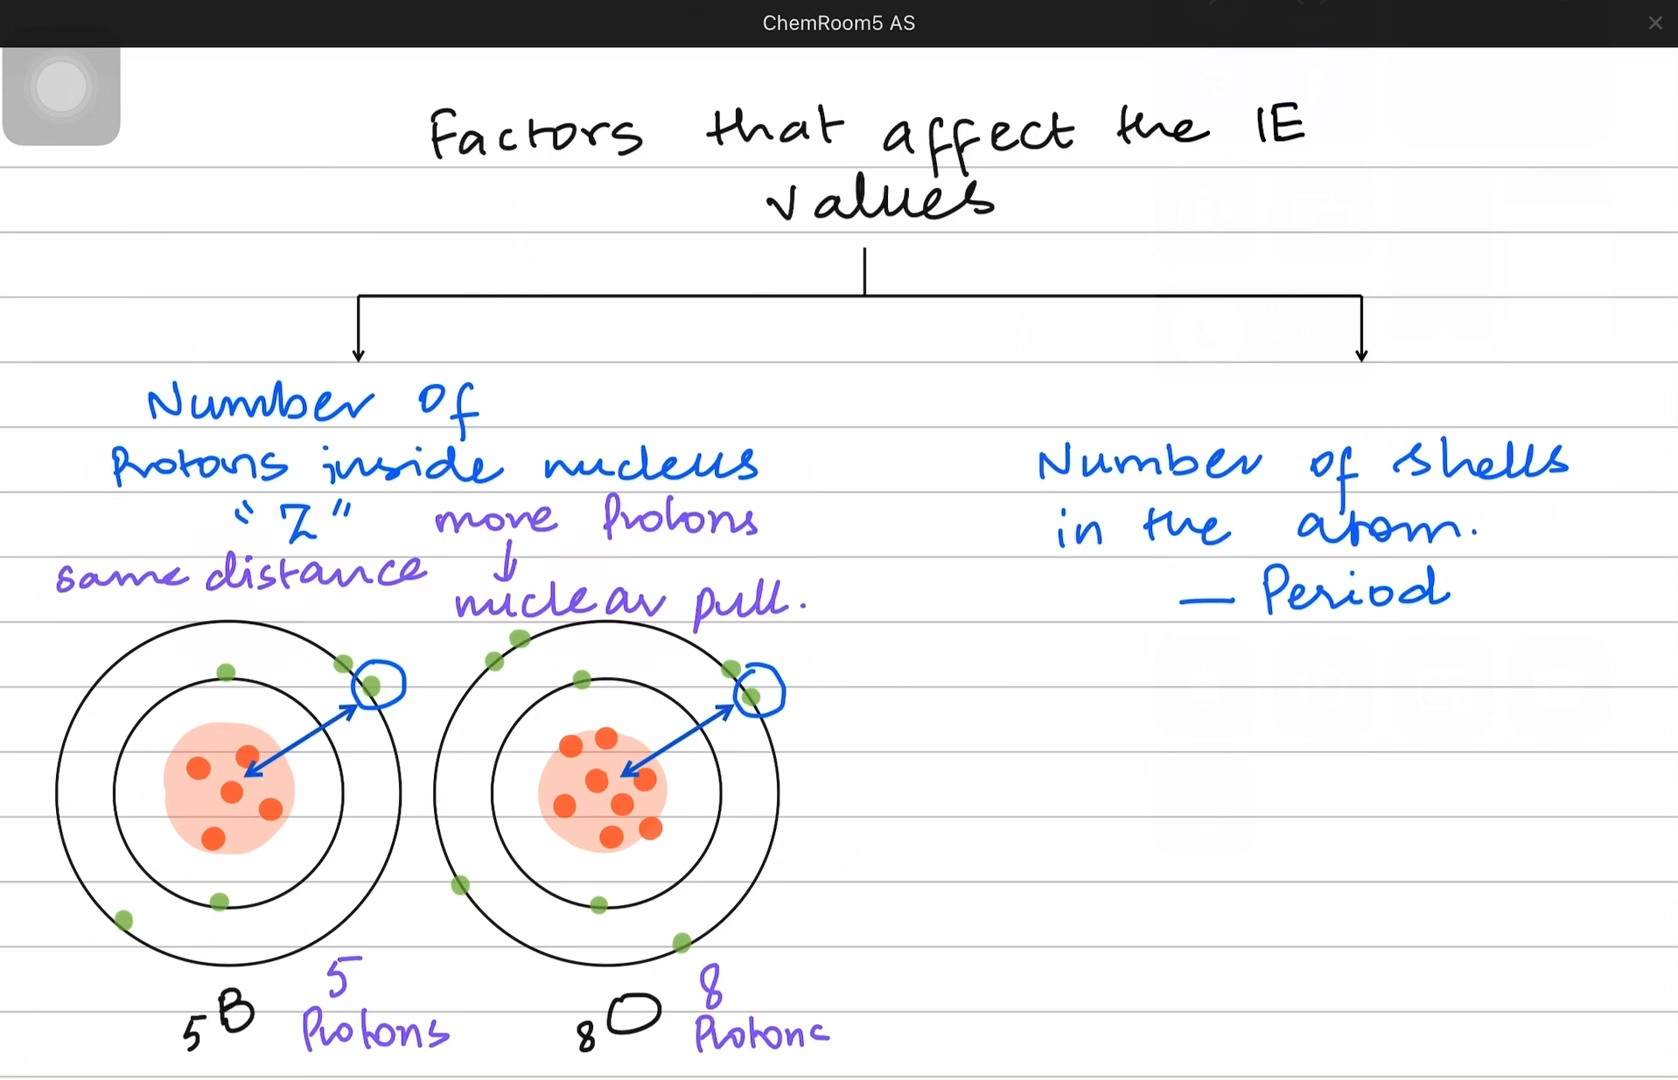 ChemRoom5 AS
Factors that affect the IE
values
Number of
Protons inside nucleus
"Z" more Protons
same distance ↓
nuclear pull.
Number of shells
in the atom.
— Period
5B 5
Protons
8O 8
Protons